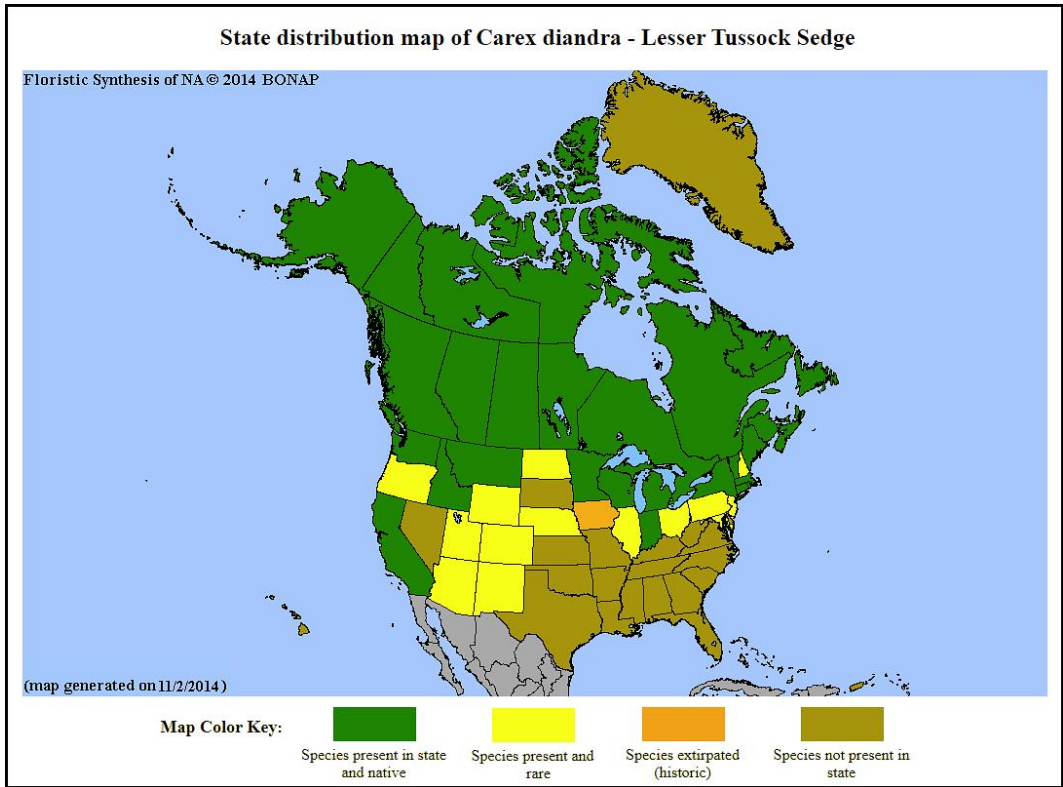 State distribution map of Carex diandra - Lesser Tussock Sedge
Floristic Synthesis of NA © 2014 BONAP
(map generated on 11/2/2014 )
Map Color Key:
Species present in state
and native
Species present and
rare
Species extirpated
(historic)
Species not present in
state